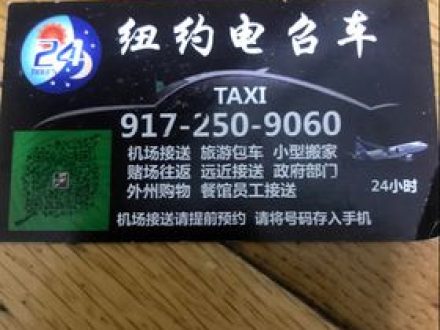 纽约电召车
24
HOURS
TAXI
917-250-9060
机场接送 旅游包车 小型搬家
赌场往返 远近接送 政府部门
外州购物 餐馆员工接送
24小时
机场接送请提前预约 请将号码存入手机